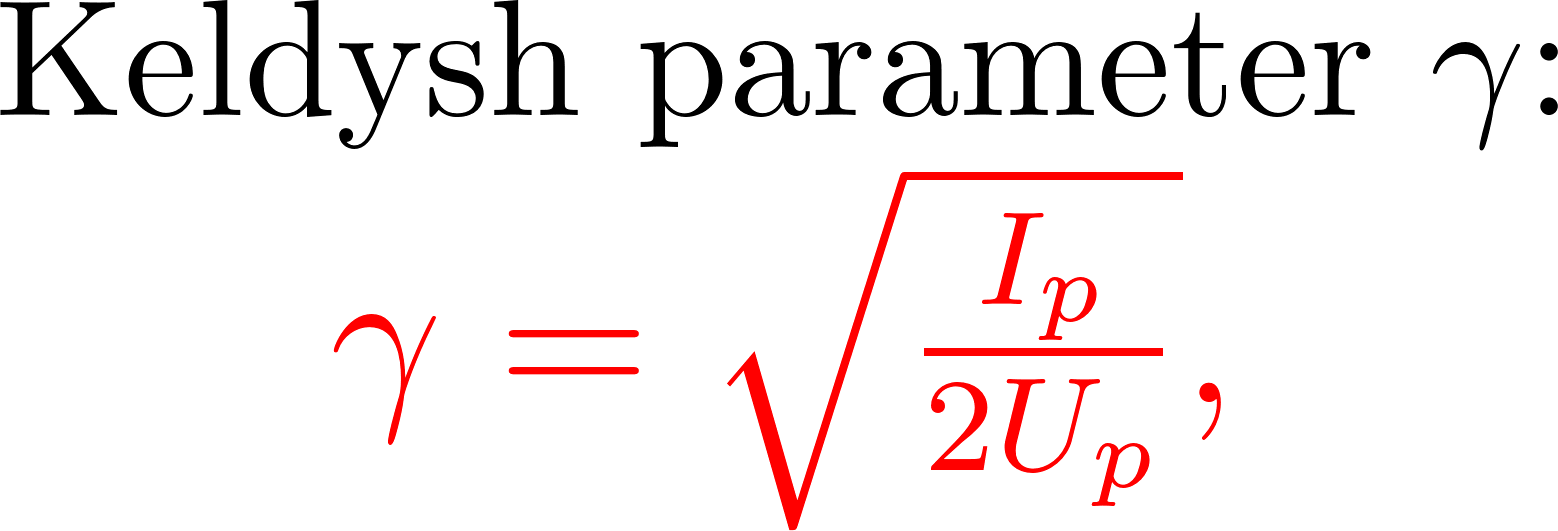 Keldysh parameter γ:
γ = √(I_p / 2U_p),